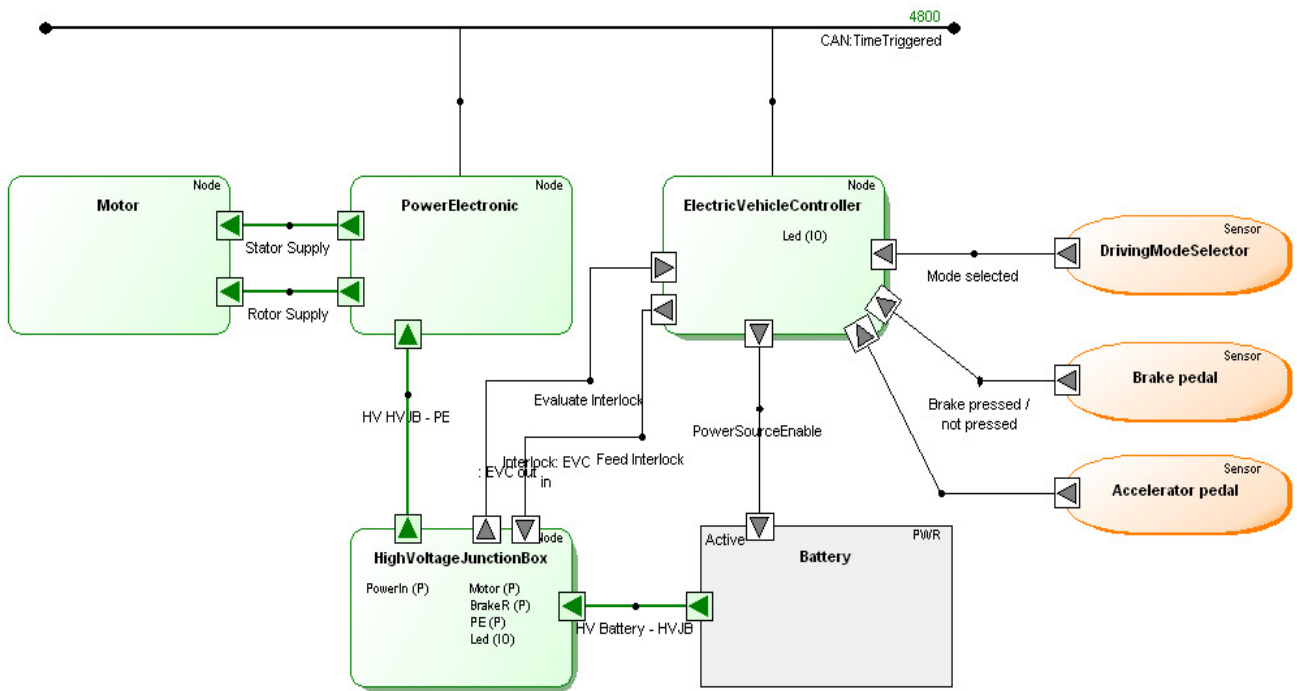 4800
CAN:TimeTriggered
Node
Motor
Node
PowerElectronic
Node
ElectricVehicleController
Led (IO)
Sensor
DrivingModeSelector
Mode selected
Stator Supply
Rotor Supply
Sensor
Brake pedal
Brake pressed /
not pressed
Evaluate Interlock
HV HVJB - PE
PowerSourceEnable
Interlock: EVC
Feed Interlock
: EVC out
in
Sensor
Accelerator pedal
Node
HighVoltageJunctionBox
PowerIn (P)
Motor (P)
BrakeR (P)
PE (P)
Led (IO)
Active
PWR
Battery
HV Battery - HVJB